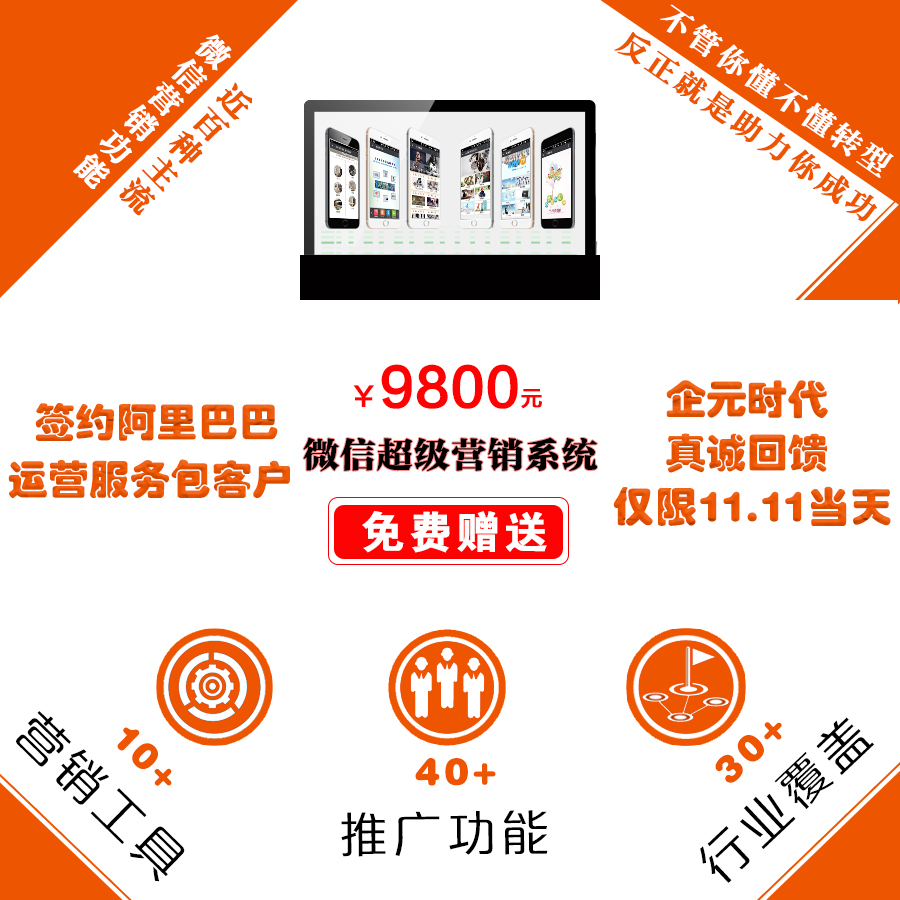 近百种主流
微信营销功能
不管你懂不懂转型
反正就是助力你成功
签约阿里巴巴
运营服务包客户
￥9800元
微信超级营销系统
免费赠送
企元时代
真诚回馈
仅限11.11当天
10+
营销工具
40+
推广功能
30+
行业覆盖